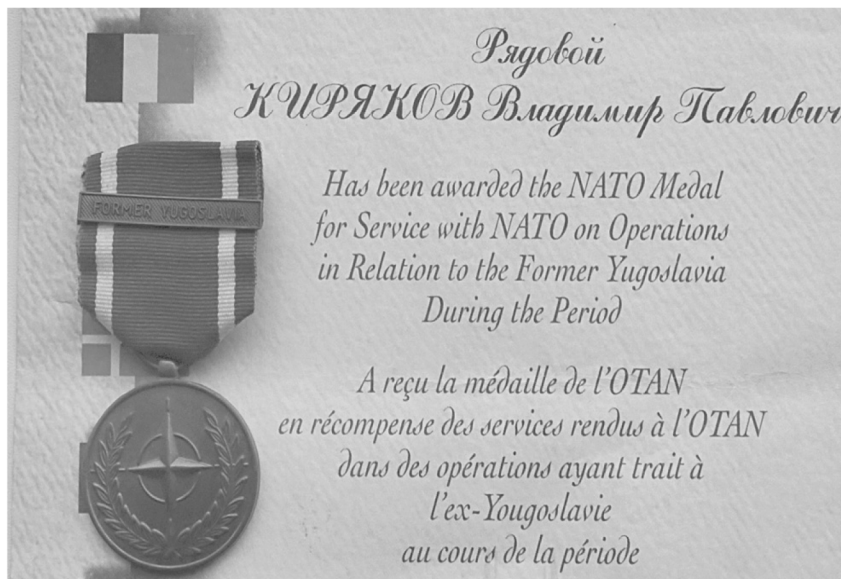 Рядовой
КИРЯКОВ Владимир Павлович
FORMER YUGOSLAVIA
Has been awarded the NATO Medal
for Service with NATO on Operations
in Relation to the Former Yugoslavia
During the Period
A reçu la médaille de l'OTAN
en récompense des services rendus à l'OTAN
dans des opérations ayant trait à
l'ex-Yougoslavie
au cours de la période